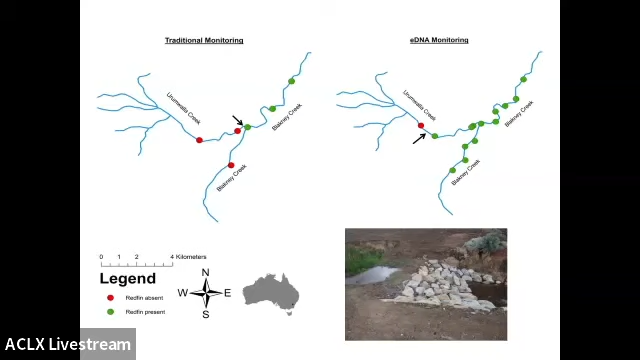 Traditional Monitoring
eDNA Monitoring
Urumwalla Creek
Blakney Creek
Blakney Creek
Urumwalla Creek
Blakney Creek
Blakney Creek
0 1 2 4 Kilometers
Legend
Redfin absent
Redfin present
N
W E
S
ACLX Livestream